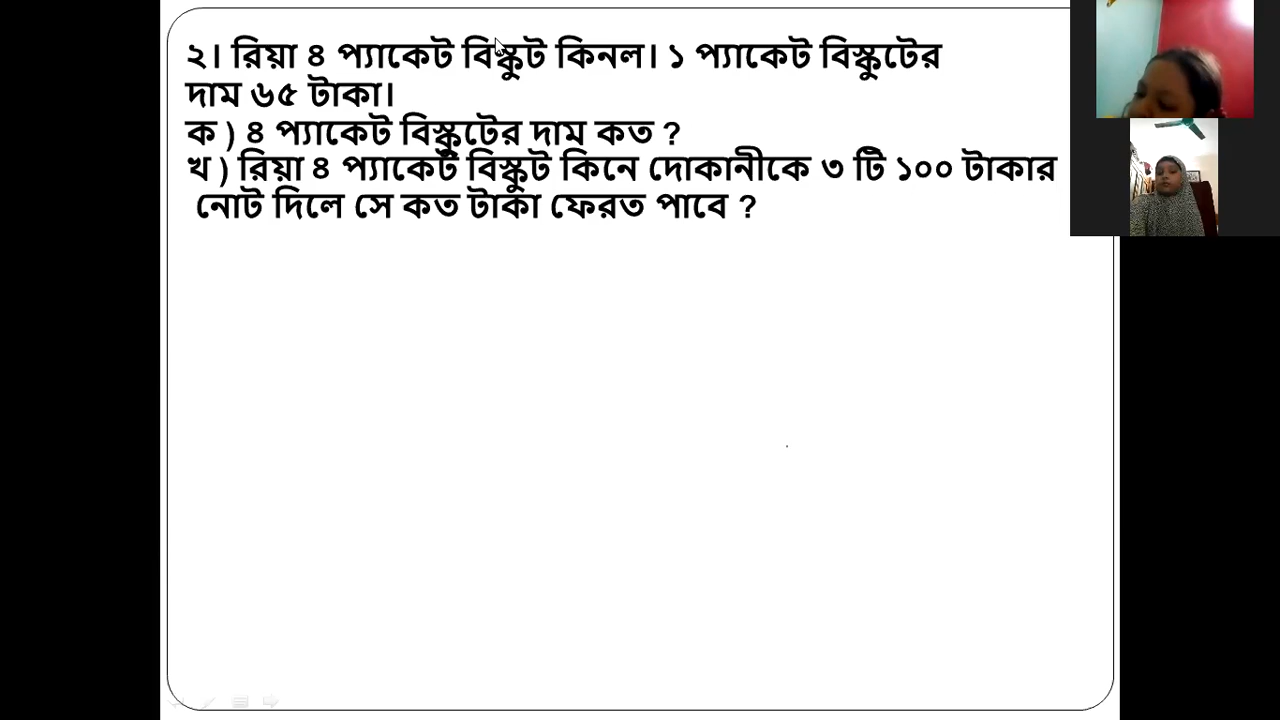 ২। রিয়া ৪ প্যাকেট বিস্কুট কিনল। ১ প্যাকেট বিস্কুটের
দাম ৬৫ টাকা।
ক ) ৪ প্যাকেট বিস্কুটের দাম কত ?
খ ) রিয়া ৪ প্যাকেট বিস্কুট কিনে দোকানীকে ৩ টি ১০০ টাকার
নোট দিলে সে কত টাকা ফেরত পাবে ?